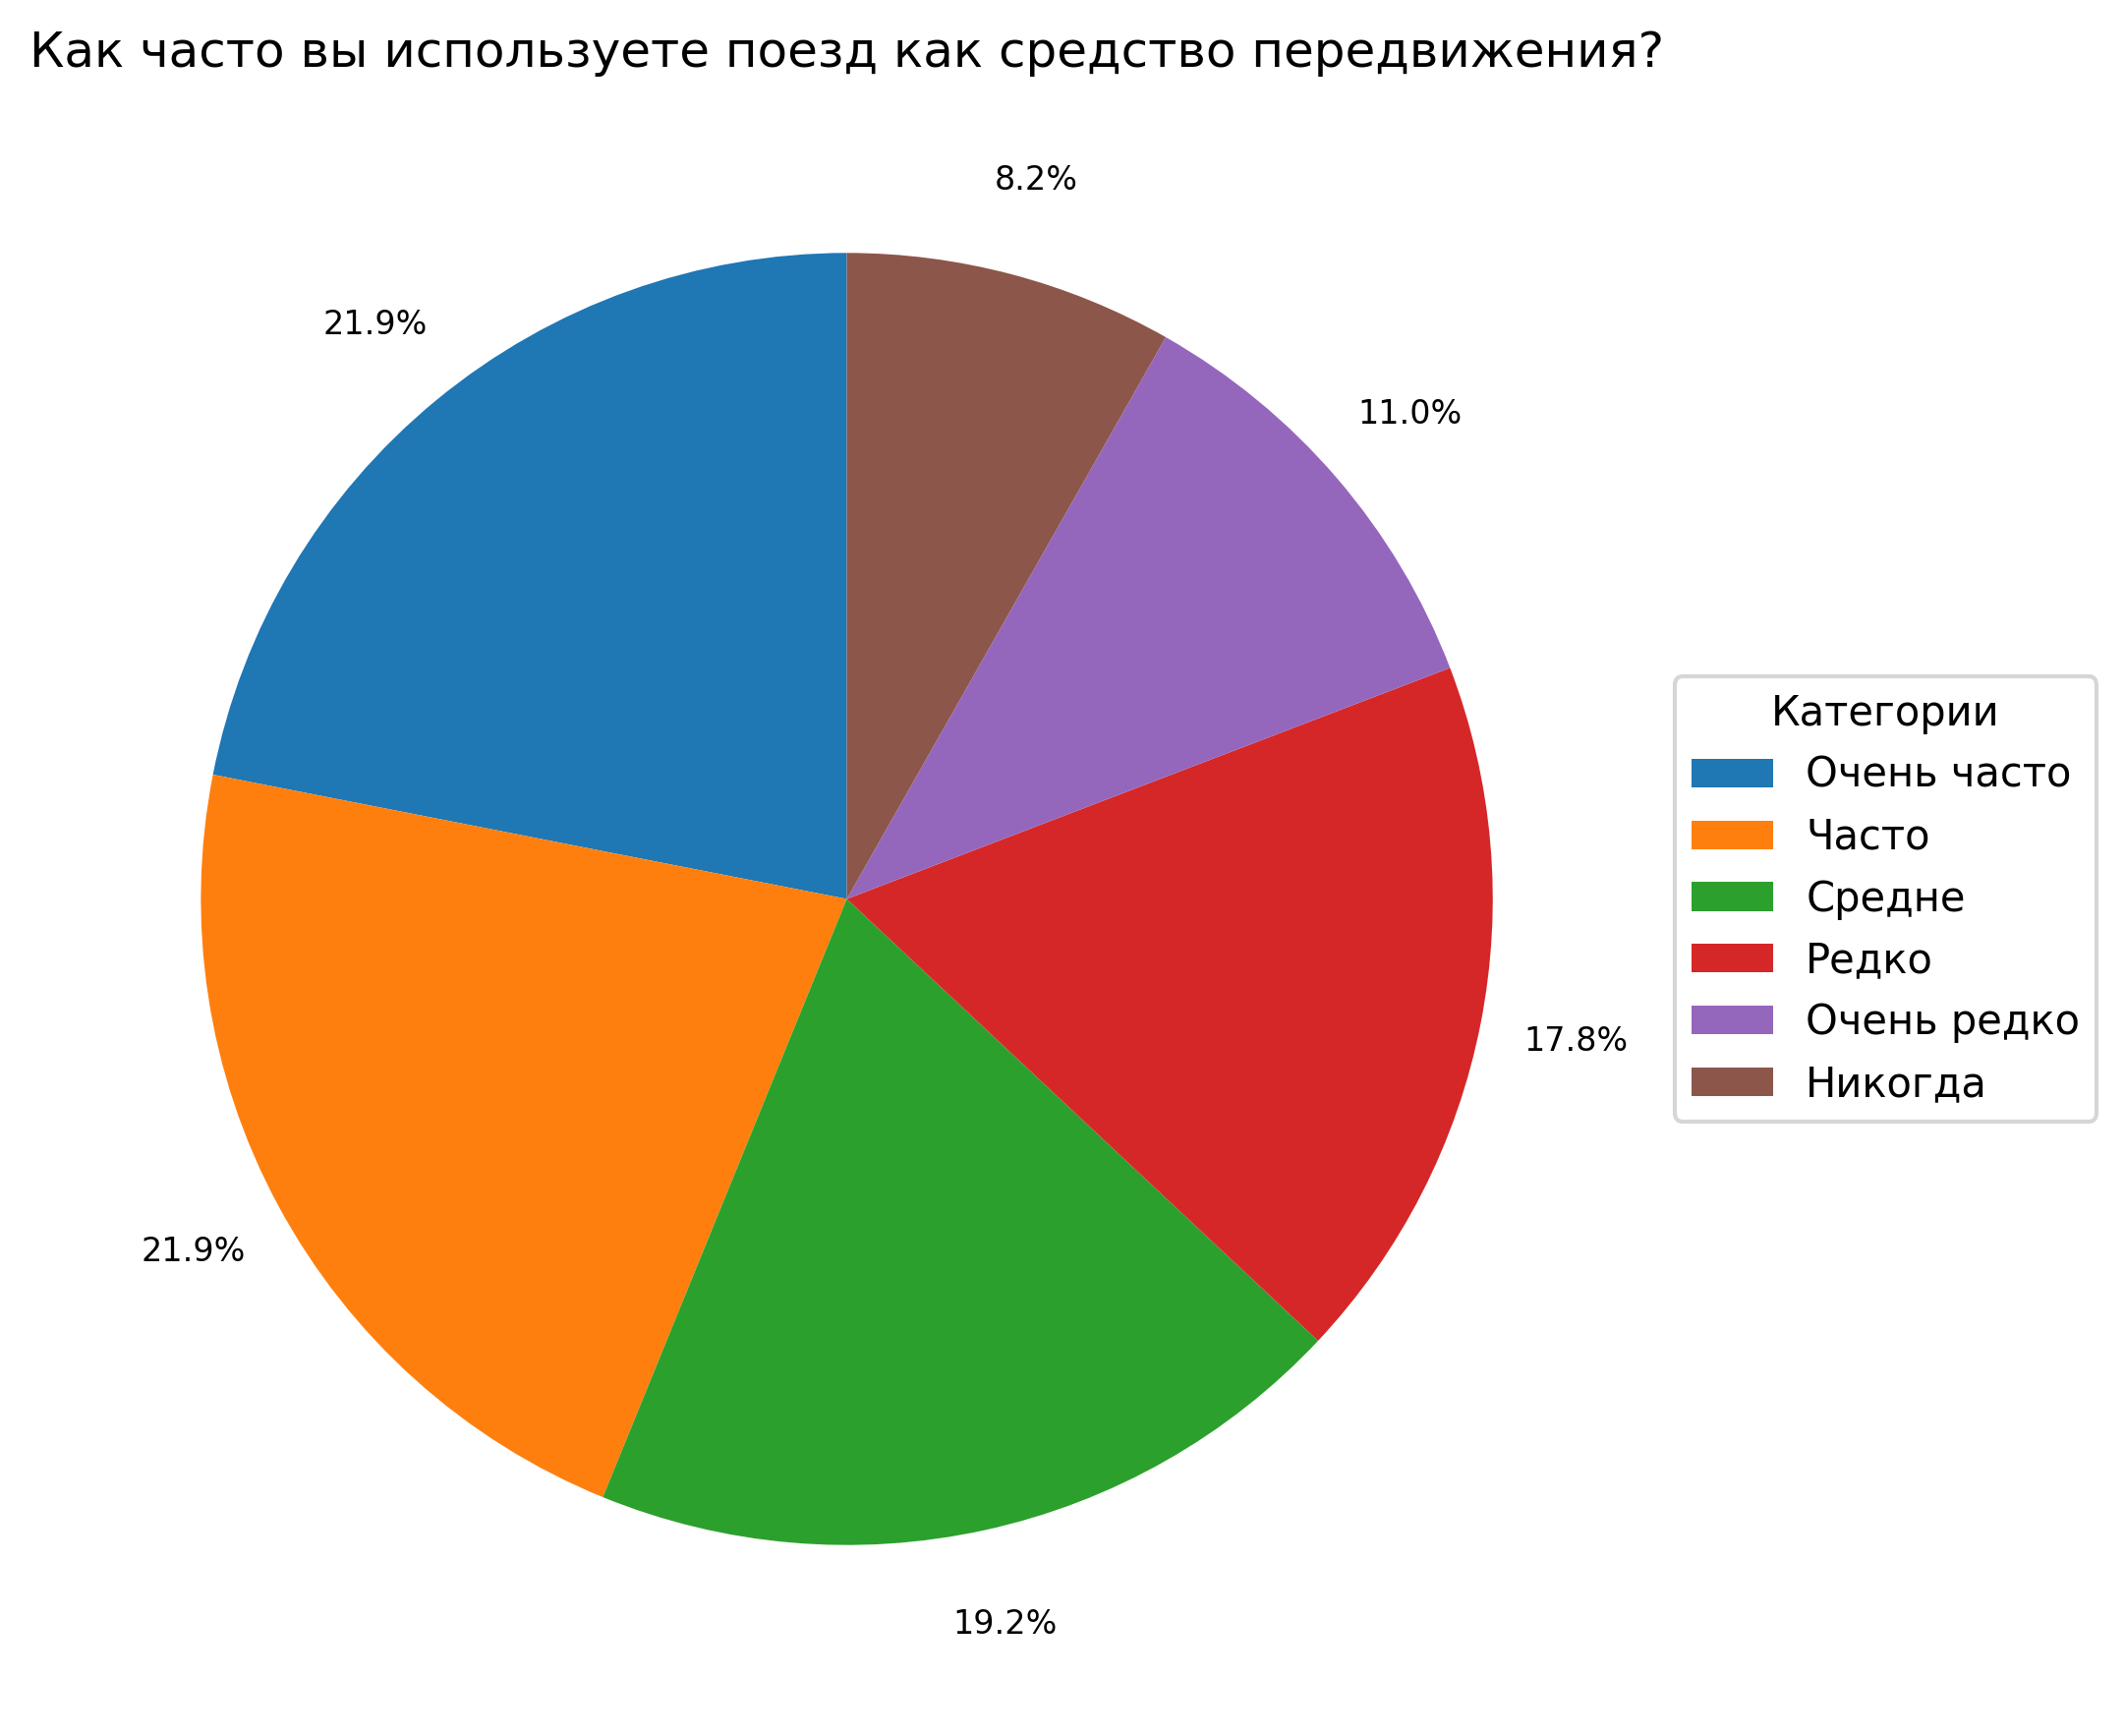 Как часто вы используете поезд как средство передвижения?
8.2%
21.9%
11.0%
17.8%
21.9%
19.2%
Категории
Очень часто
Часто
Средне
Редко
Очень редко
Никогда